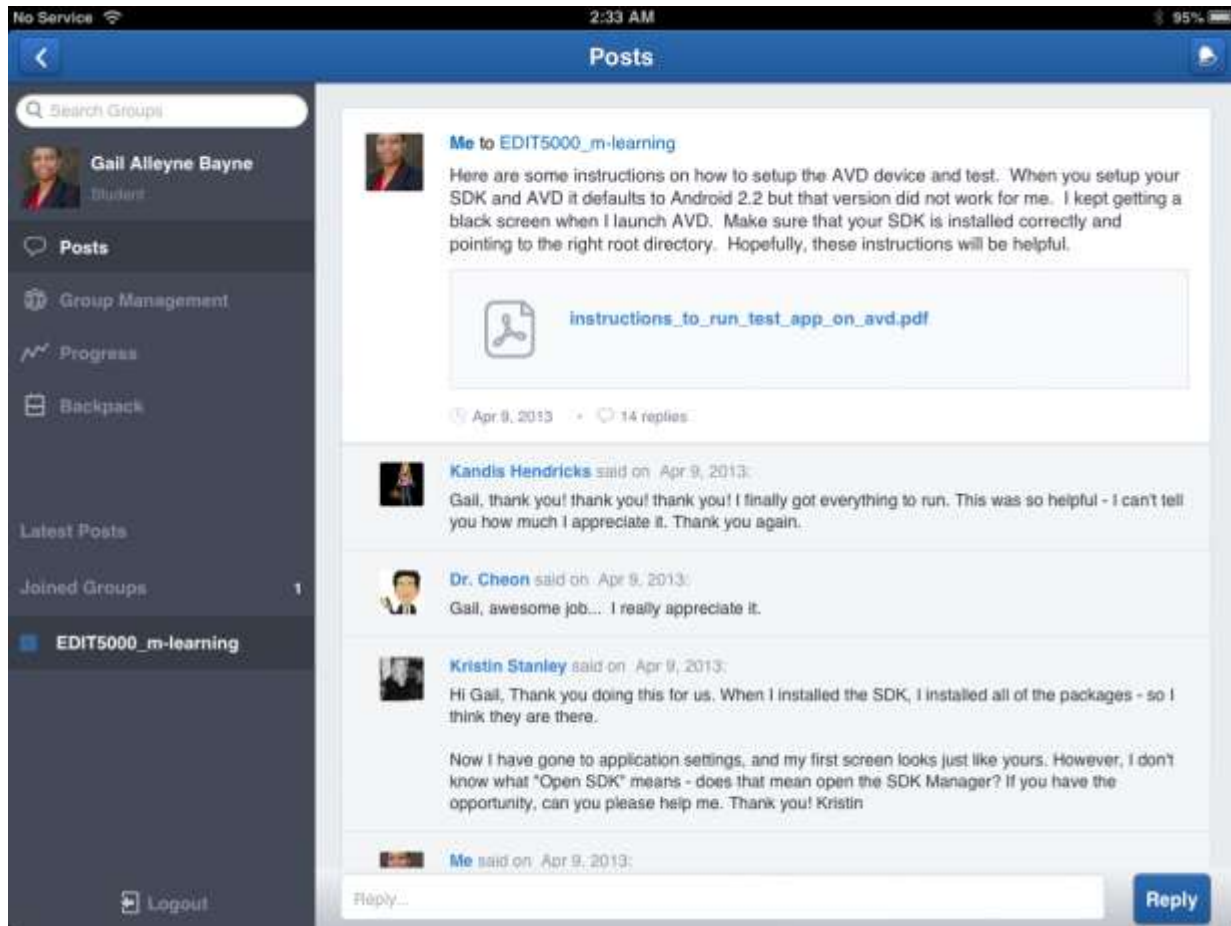 No Service
2:33 AM
95%
Posts
Search Groups
Gail Alleyne Bayne
Student
Posts
Group Management
Progress
Backpack
Latest Posts
Joined Groups 1
EDIT5000_m-learning
Logout
Me to EDIT5000_m-learning
Here are some instructions on how to setup the AVD device and test. When you setup your
SDK and AVD it defaults to Android 2.2 but that version did not work for me. I kept getting a
black screen when I launch AVD. Make sure that your SDK is installed correctly and
pointing to the right root directory. Hopefully, these instructions will be helpful.
instructions_to_run_test_app_on_avd.pdf
Apr 9, 2013 • 14 replies
Kandis Hendricks said on Apr 9, 2013:
Gail, thank you! thank you! thank you! I finally got everything to run. This was so helpful - I can't tell
you how much I appreciate it. Thank you again.
Dr. Cheon said on Apr 9, 2013:
Gail, awesome job... I really appreciate it.
Kristin Stanley said on Apr 9, 2013:
Hi Gail, Thank you doing this for us. When I installed the SDK, I installed all of the packages - so I
think they are there.
Now I have gone to application settings, and my first screen looks just like yours. However, I don't
know what "Open SDK" means - does that mean open the SDK Manager? If you have the
opportunity, can you please help me. Thank you! Kristin
Me said on Apr 9, 2013:
Reply...
Reply